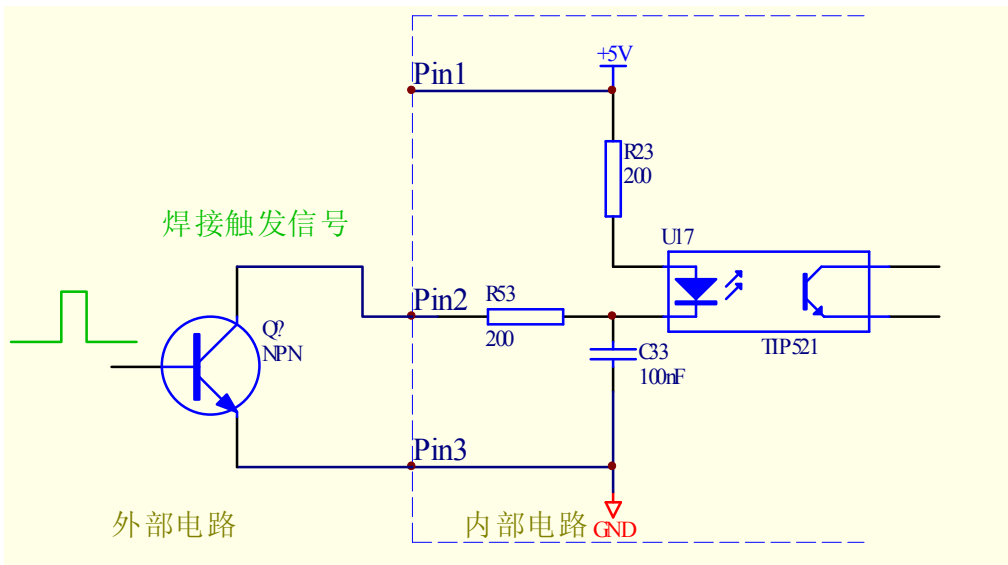 +5V
Pin1
R23
200
焊接触发信号
U17
Pin2
R53
200
Q?
NPN
C33
100nF
TIP521
Pin3
外部电路
内部电路
GND